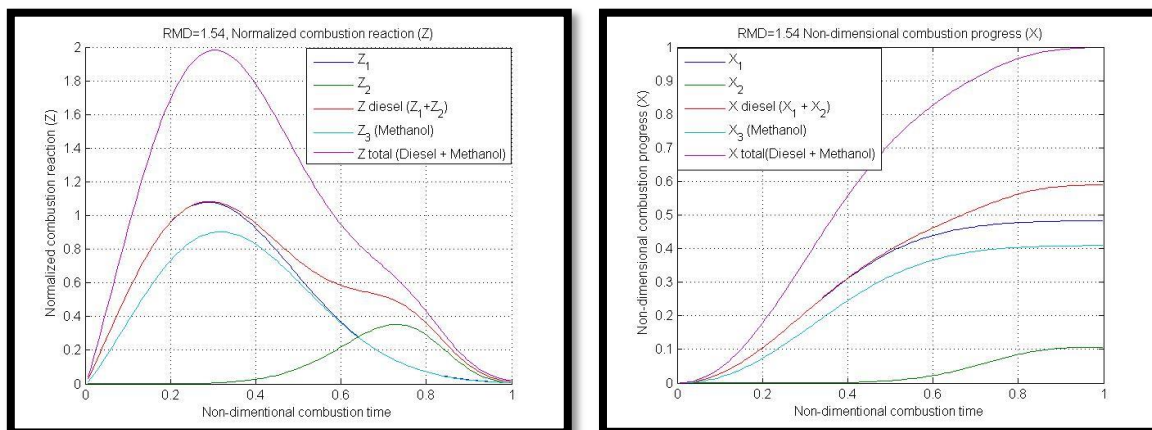 RMD=1.54, Normalized combustion reaction (Z)
2
1.8
1.6
1.4
1.2
1
0.8
0.6
0.4
0.2
0
Normalized combustion reaction (Z)
Z1
Z2
Z diesel (Z1+Z2)
Z3 (Methanol)
Z total (Diesel + Methanol)
0 0.2 0.4 0.6 0.8 1
Non-dimentional combustion time
RMD=1.54 Non-dimensional combustion progress (X)
1
0.9
0.8
0.7
0.6
0.5
0.4
0.3
0.2
0.1
0
Non-dimensional combustion progress (X)
X1
X2
X diesel (X1 + X2)
X3 (Methanol)
X total(Diesel + Methanol)
0 0.2 0.4 0.6 0.8 1
Non-dimentional combustion time